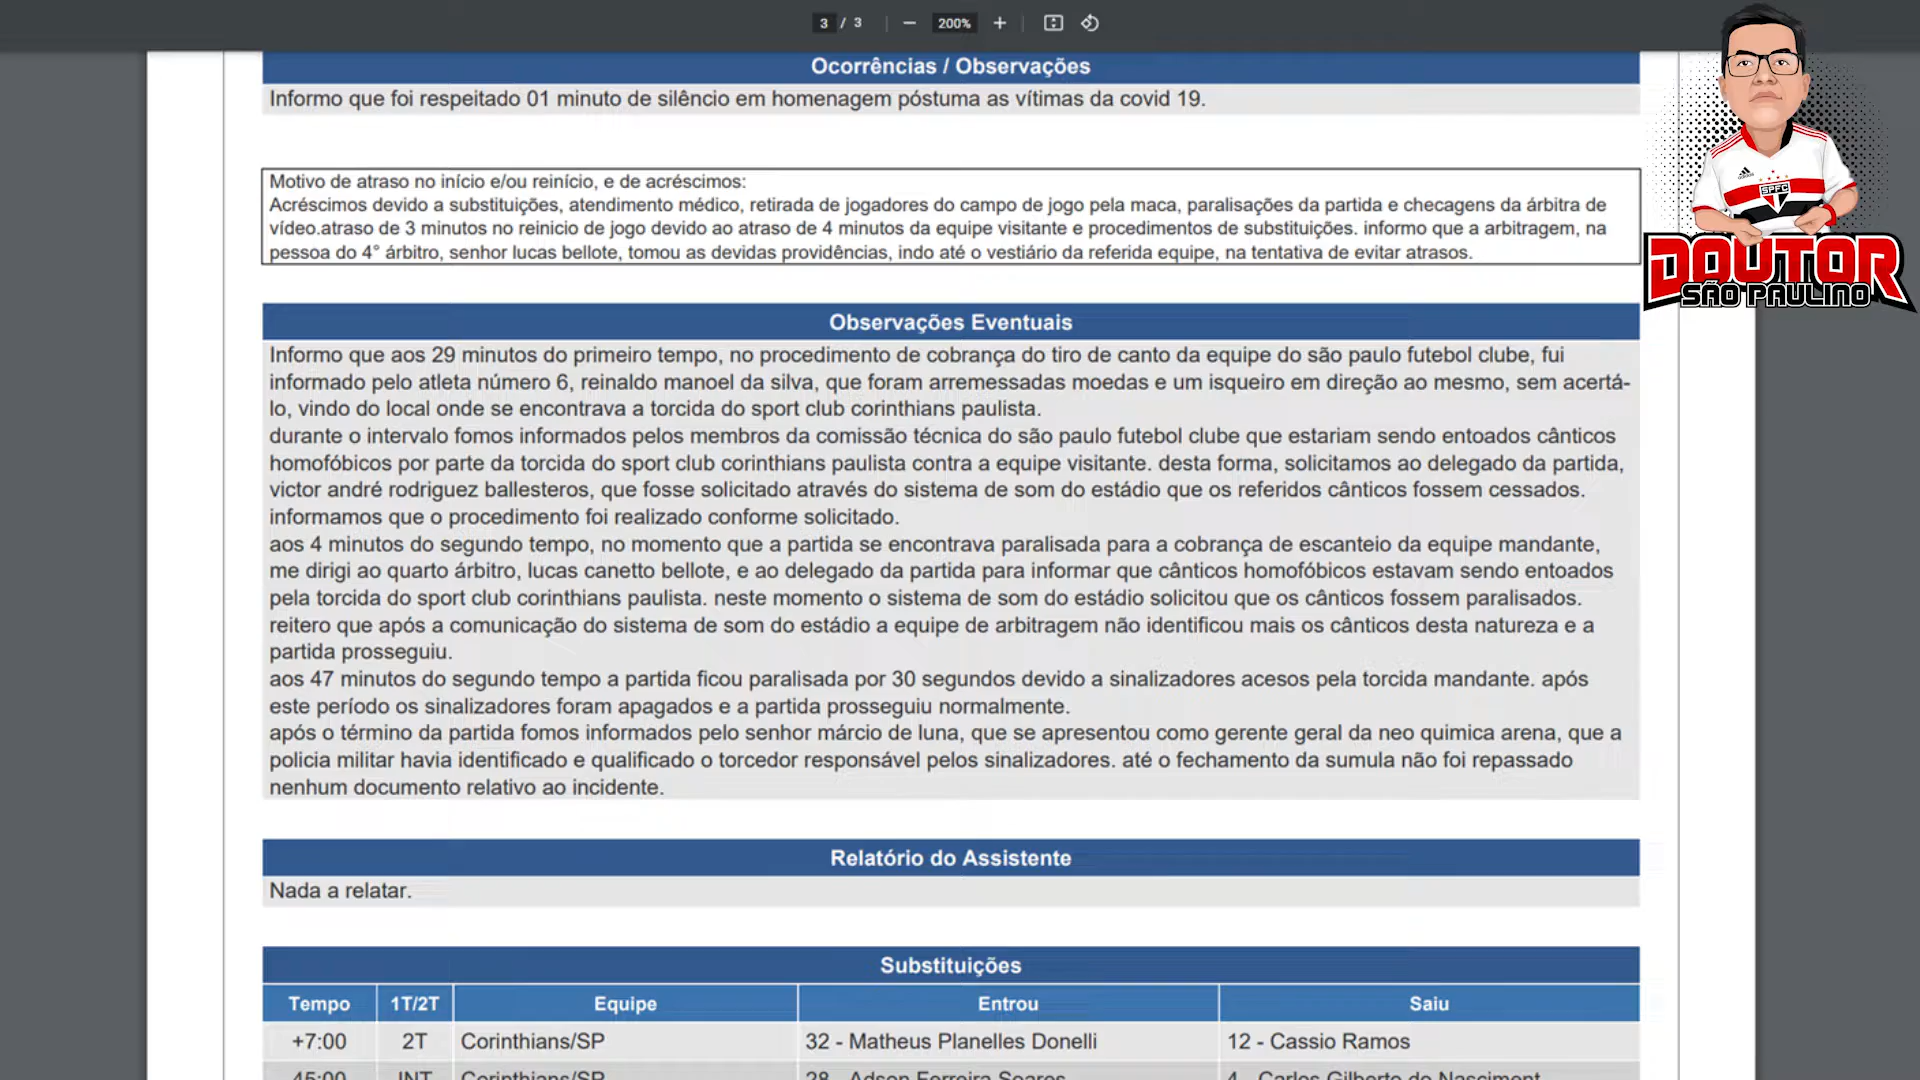 3 / 3 200%
Ocorrências / Observações
Informo que foi respeitado 01 minuto de silêncio em homenagem póstuma as vítimas da covid 19.
Motivo de atraso no início e/ou reinício, e de acréscimos:
Acréscimos devido a substituições, atendimento médico, retirada de jogadores do campo de jogo pela maca, paralisações da partida e checagens da árbitra de
vídeo.atraso de 3 minutos no reinicio de jogo devido ao atraso de 4 minutos da equipe visitante e procedimentos de substituições. informo que a arbitragem, na
pessoa do 4° árbitro, senhor lucas bellote, tomou as devidas providências, indo até o vestiário da referida equipe, na tentativa de evitar atrasos.
SPFC
DOUTOR
SÃO PAULINO
Observações Eventuais
Informo que aos 29 minutos do primeiro tempo, no procedimento de cobrança do tiro de canto da equipe do são paulo futebol clube, fui
informado pelo atleta número 6, reinaldo manoel da silva, que foram arremessadas moedas e um isqueiro em direção ao mesmo, sem acertá-
lo, vindo do local onde se encontrava a torcida do sport club corinthians paulista.
durante o intervalo fomos informados pelos membros da comissão técnica do são paulo futebol clube que estariam sendo entoados cânticos
homofóbicos por parte da torcida do sport club corinthians paulista contra a equipe visitante. desta forma, solicitamos ao delegado da partida,
victor andré rodriguez ballesteros, que fosse solicitado através do sistema de som do estádio que os referidos cânticos fossem cessados.
informamos que o procedimento foi realizado conforme solicitado.
aos 4 minutos do segundo tempo, no momento que a partida se encontrava paralisada para a cobrança de escanteio da equipe mandante,
me dirigi ao quarto árbitro, lucas canetto bellote, e ao delegado da partida para informar que cânticos homofóbicos estavam sendo entoados
pela torcida do sport club corinthians paulista. neste momento o sistema de som do estádio solicitou que os cânticos fossem paralisados.
reitero que após a comunicação do sistema de som do estádio a equipe de arbitragem não identificou mais os cânticos desta natureza e a
partida prosseguiu.
aos 47 minutos do segundo tempo a partida ficou paralisada por 30 segundos devido a sinalizadores acesos pela torcida mandante. após
este período os sinalizadores foram apagados e a partida prosseguiu normalmente.
após o término da partida fomos informados pelo senhor márcio de luna, que se apresentou como gerente geral da neo quimica arena, que a
policia militar havia identificado e qualificado o torcedor responsável pelos sinalizadores. até o fechamento da sumula não foi repassado
nenhum documento relativo ao incidente.
Relatório do Assistente
Nada a relatar.
Substituições
Tempo 1T/2T Equipe Entrou Saiu
+7:00 2T Corinthians/SP 32 - Matheus Planelles Donelli 12 - Cassio Ramos
45:00 INT Corinthians/SP 28 - Adson Ferreira Soares 4 - Carlos Gilberto do Nasciment